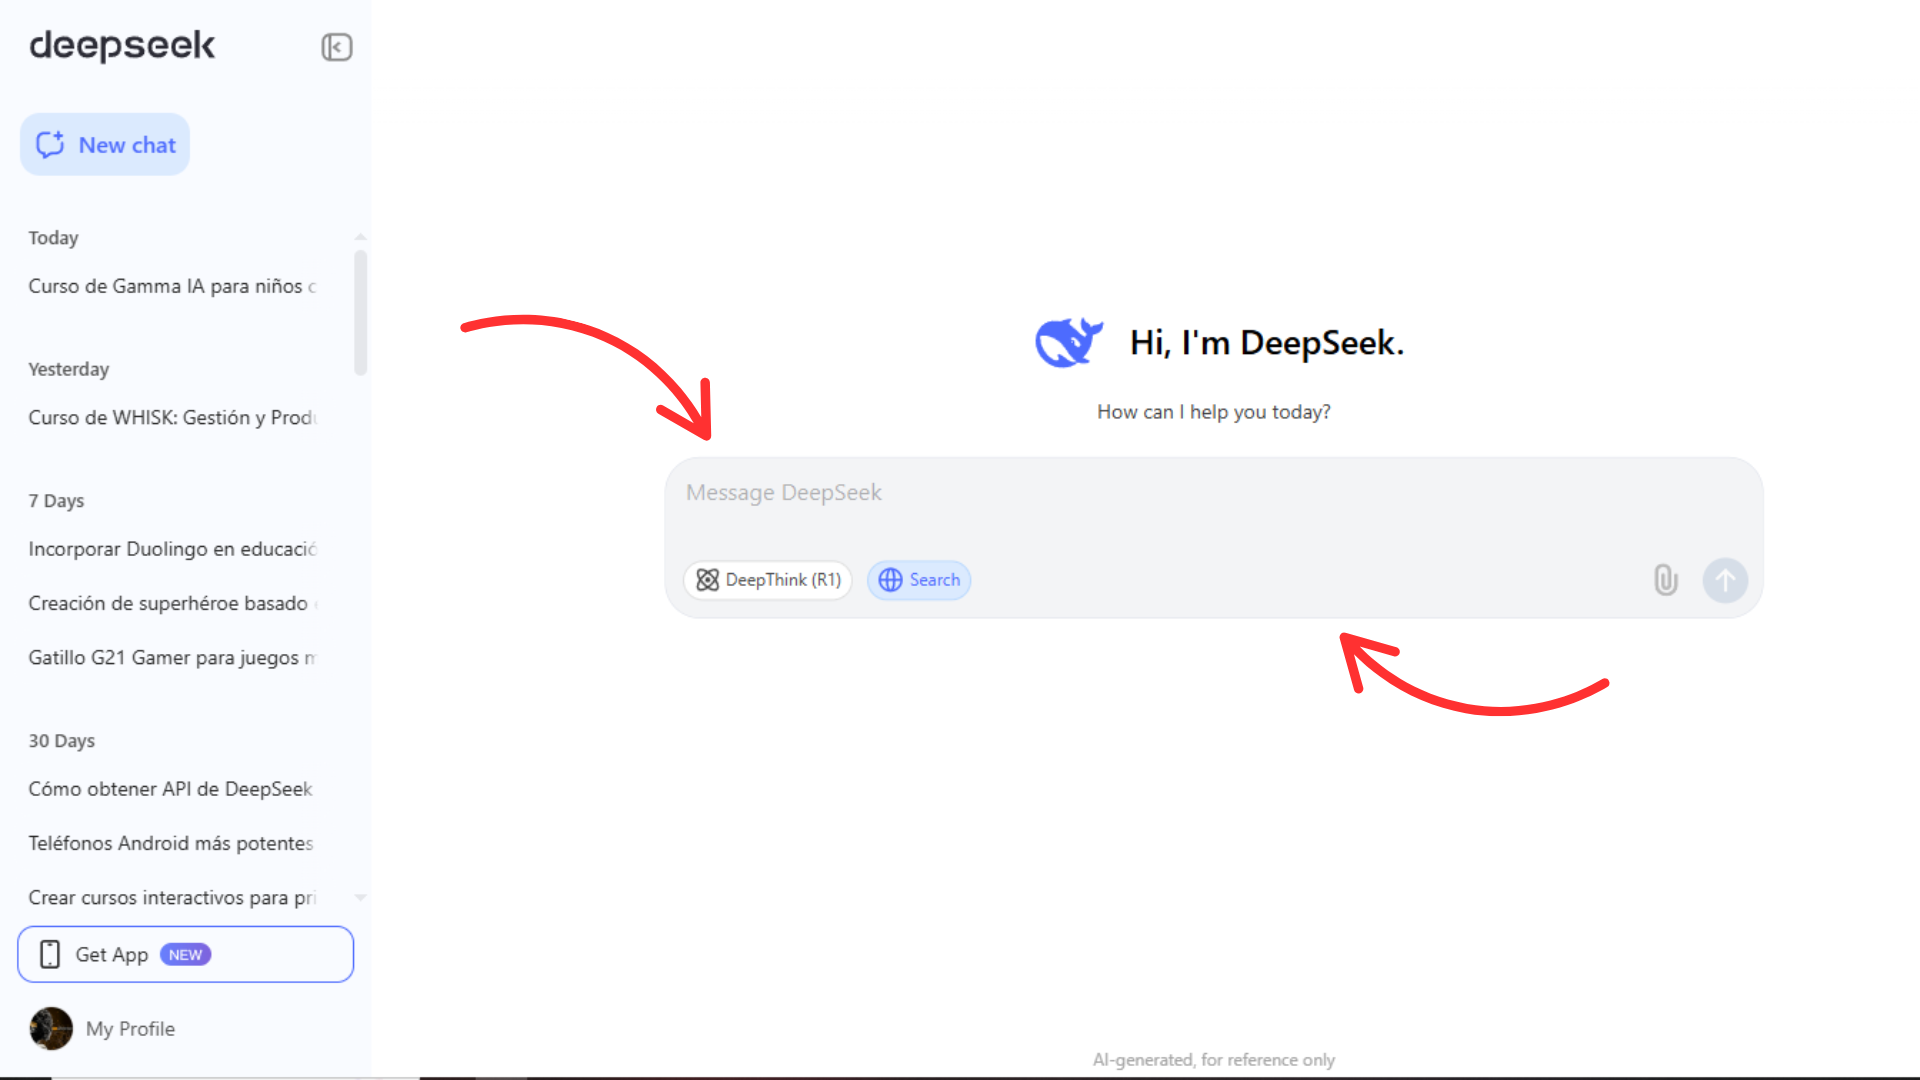 deepseek
New chat
Today
Curso de Gamma IA para niños c
Yesterday
Curso de WHISK: Gestión y Produ
7 Days
Incorporar Duolingo en educació
Creación de superhéroe basado
Gatillo G21 Gamer para juegos m
30 Days
Cómo obtener API de DeepSeek
Teléfonos Android más potentes
Crear cursos interactivos para pri
Get App NEW
My Profile
Hi, I'm DeepSeek.
How can I help you today?
Message DeepSeek
DeepThink (R1) Search
AI-generated, for reference only